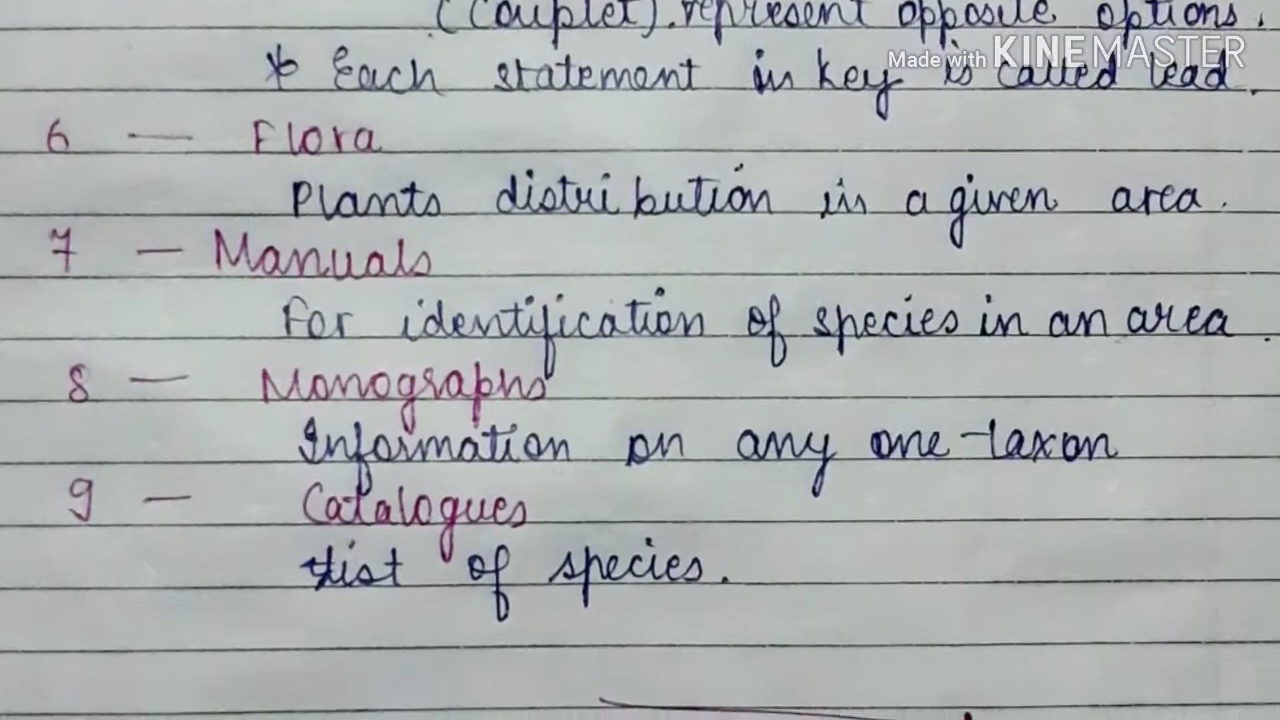 (Couplet). represent opposite options.
Made with KINEMASTER
* Each statement in key is called lead.
6 — Flora
Plants distribution in a given area.
7 — Manuals
For identification of species in an area.
8 — Monographs
Information on any one taxon
9 — Catalogues
List of species.